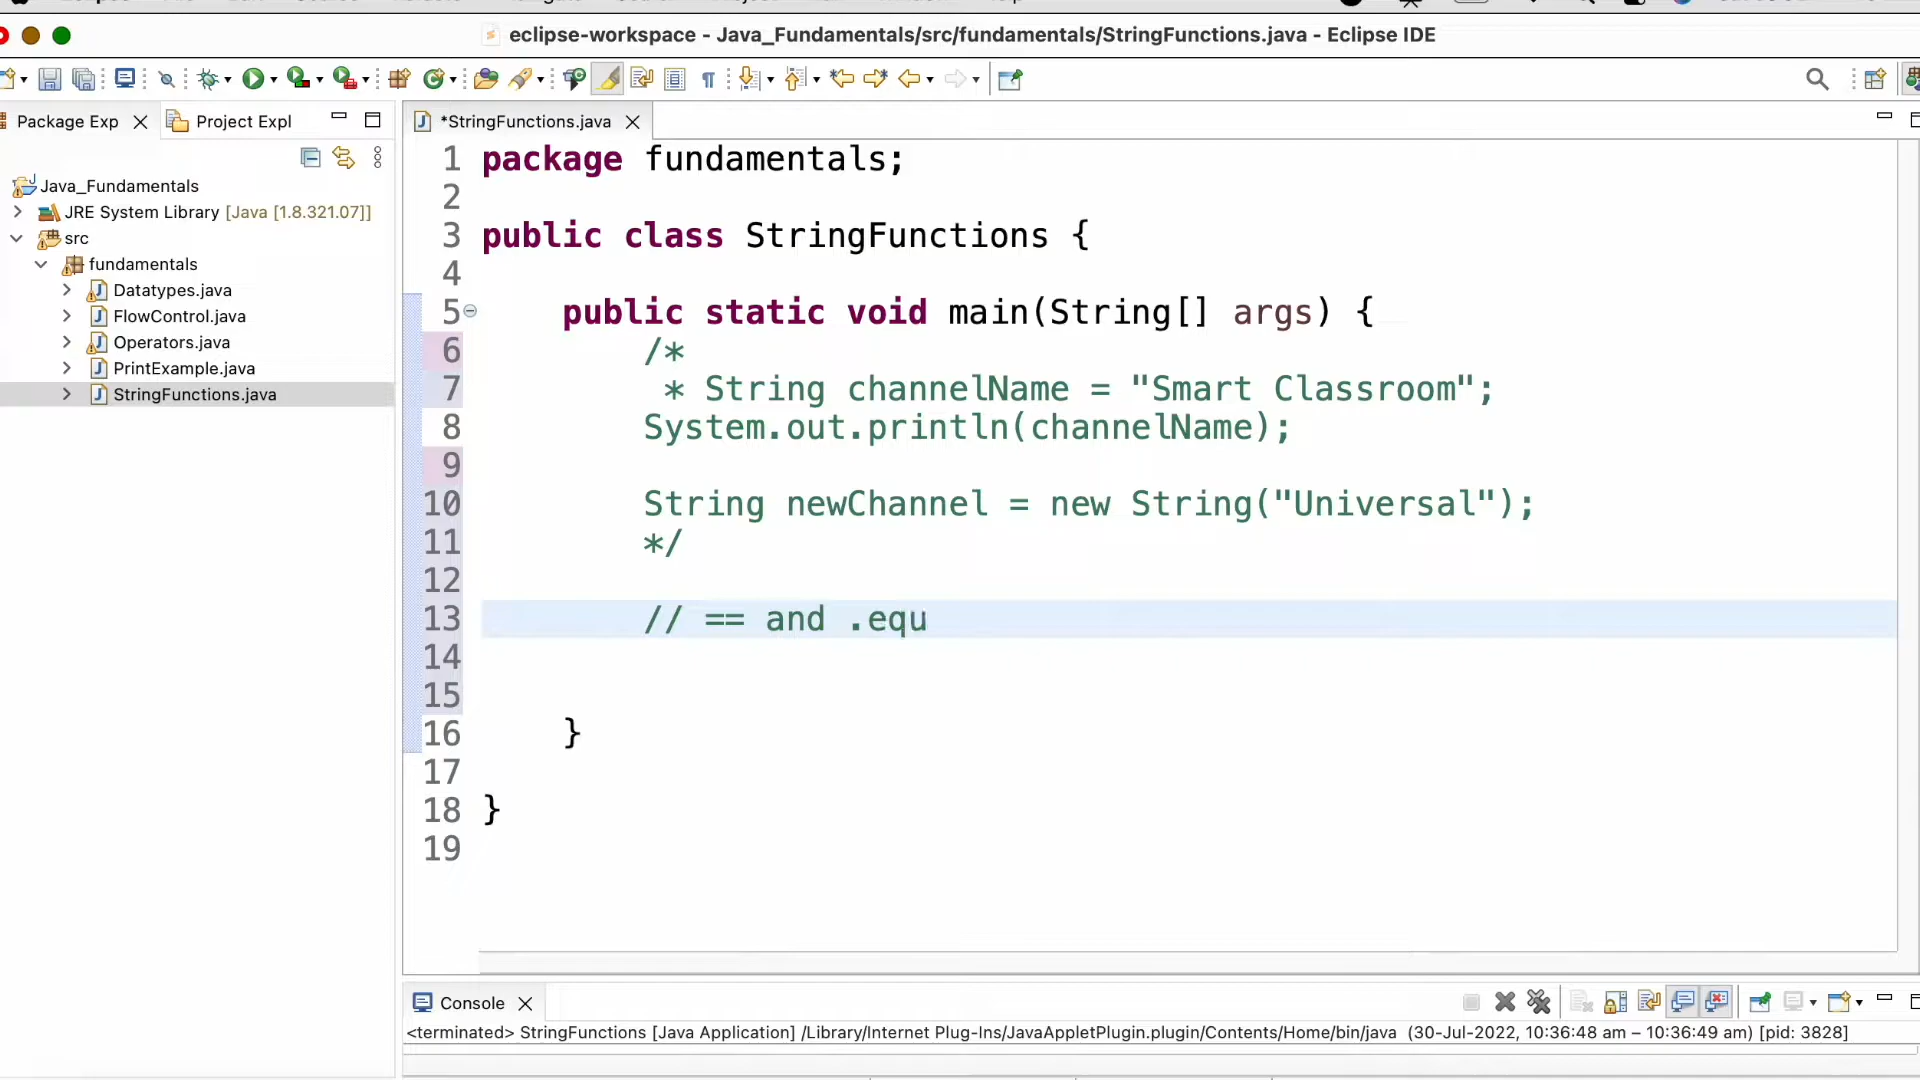 eclipse-workspace - Java_Fundamentals/src/fundamentals/StringFunctions.java - Eclipse IDE
Package Exp
Project Expl
*StringFunctions.java
Java_Fundamentals
JRE System Library [Java [1.8.321.07]]
src
fundamentals
Datatypes.java
FlowControl.java
Operators.java
PrintExample.java
StringFunctions.java
1 package fundamentals;
2
3 public class StringFunctions {
4
5 public static void main(String[] args) {
6 /*
7 * String channelName = "Smart Classroom";
8 System.out.println(channelName);
9
10 String newChannel = new String("Universal");
11 */
12
13 // == and .equ
14
15
16 }
17
18 }
19
Console
<terminated> StringFunctions [Java Application] /Library/Internet Plug-Ins/JavaAppletPlugin.plugin/Contents/Home/bin/java (30-Jul-2022, 10:36:48 am – 10:36:49 am) [pid: 3828]